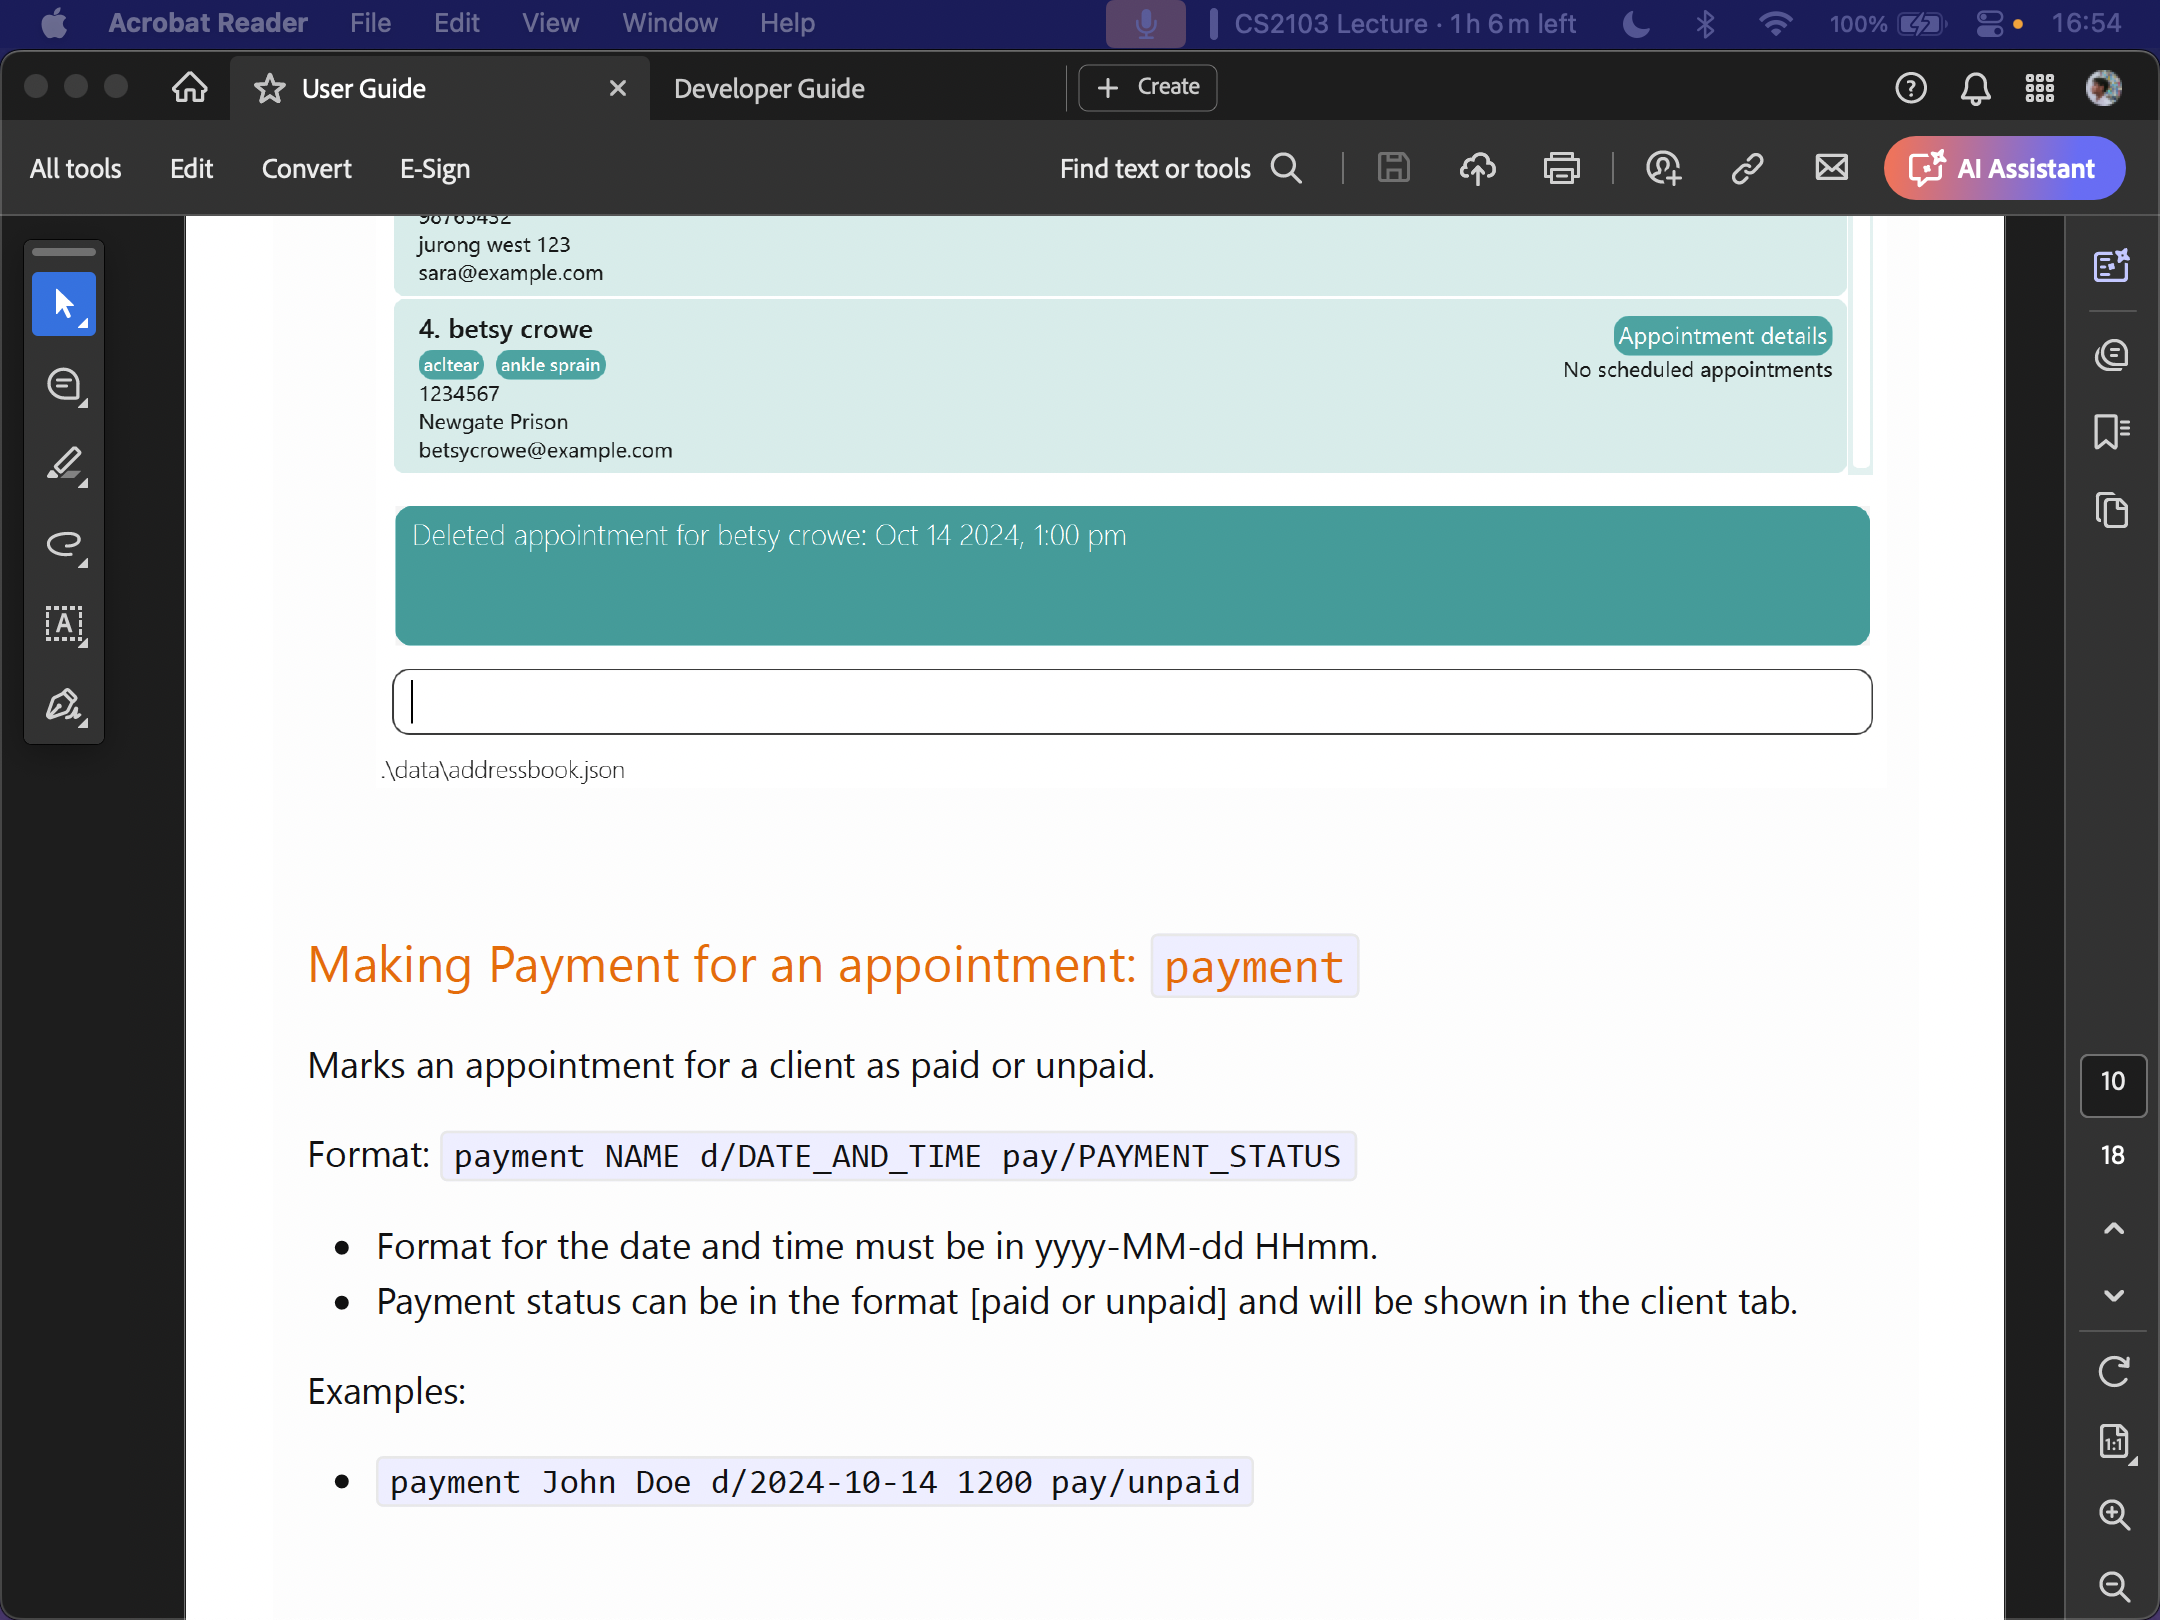 Acrobat Reader File Edit View Window Help CS2103 Lecture · 1h 6m left 100% 16:54
User Guide Developer Guide Create
All tools Edit Convert E-Sign Find text or tools AI Assistant
98765432
jurong west 123
sara@example.com
4. betsy crowe Appointment details
acltear ankle sprain No scheduled appointments
1234567
Newgate Prison
betsycrowe@example.com
Deleted appointment for betsy crowe: Oct 14 2024, 1:00 pm
.\data\addressbook.json
Making Payment for an appointment: payment
Marks an appointment for a client as paid or unpaid.
Format: payment NAME d/DATE_AND_TIME pay/PAYMENT_STATUS
• Format for the date and time must be in yyyy-MM-dd HHmm.
• Payment status can be in the format [paid or unpaid] and will be shown in the client tab.
Examples:
• payment John Doe d/2024-10-14 1200 pay/unpaid
10
18
1:1